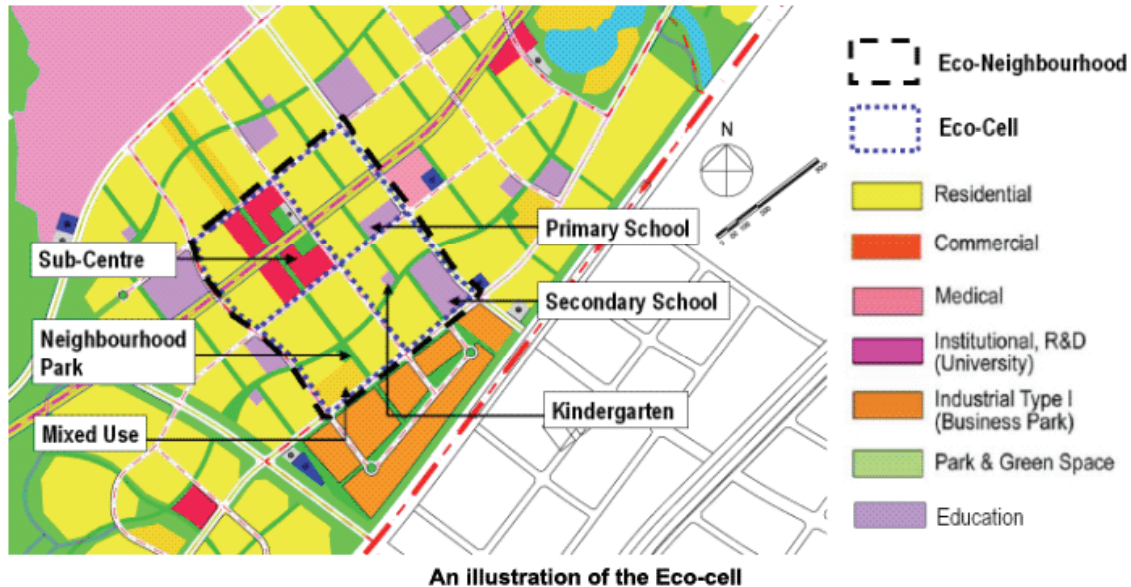 N
Sub-Centre
Neighbourhood
Park
Mixed Use
Primary School
Secondary School
Kindergarten
Eco-Neighbourhood
Eco-Cell
Residential
Commercial
Medical
Institutional, R&D
(University)
Industrial Type I
(Business Park)
Park & Green Space
Education
An illustration of the Eco-cell